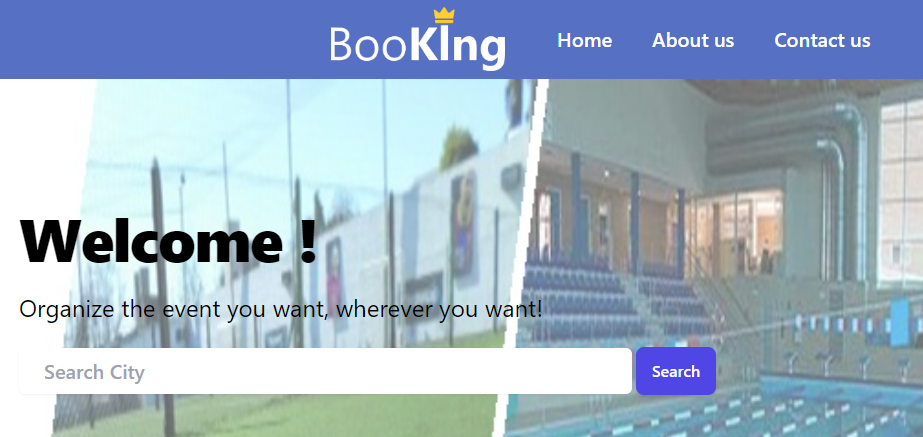 BooKIng
Home
About us
Contact us
Welcome !
Organize the event you want, wherever you want!
Search City
Search